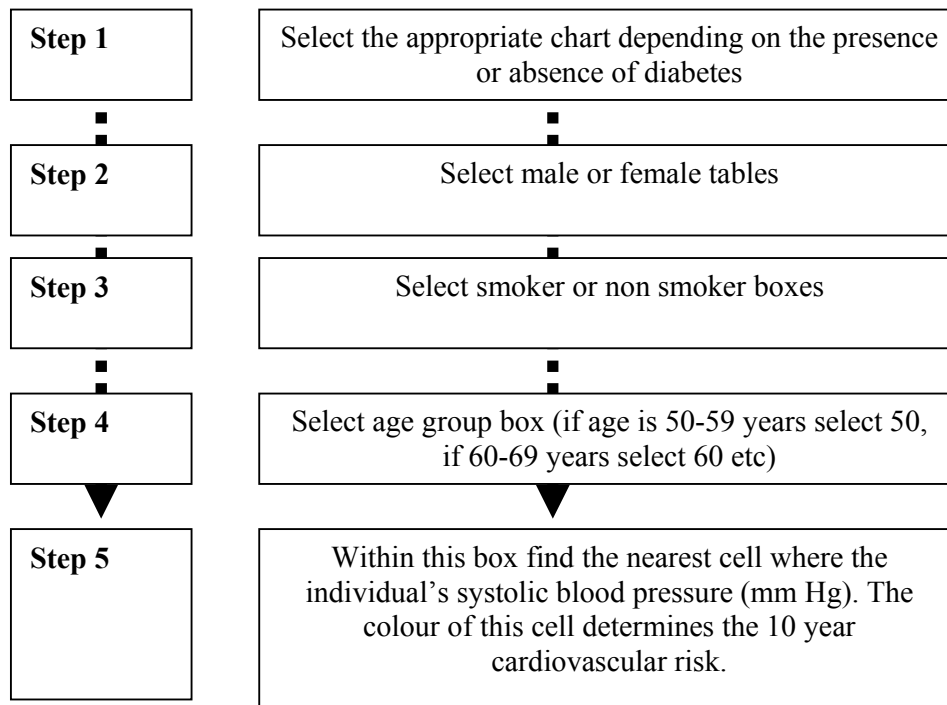 Step 1
Select the appropriate chart depending on the presence
or absence of diabetes
Step 2
Select male or female tables
Step 3
Select smoker or non smoker boxes
Step 4
Select age group box (if age is 50-59 years select 50,
if 60-69 years select 60 etc)
Step 5
Within this box find the nearest cell where the
individual’s systolic blood pressure (mm Hg). The
colour of this cell determines the 10 year
cardiovascular risk.